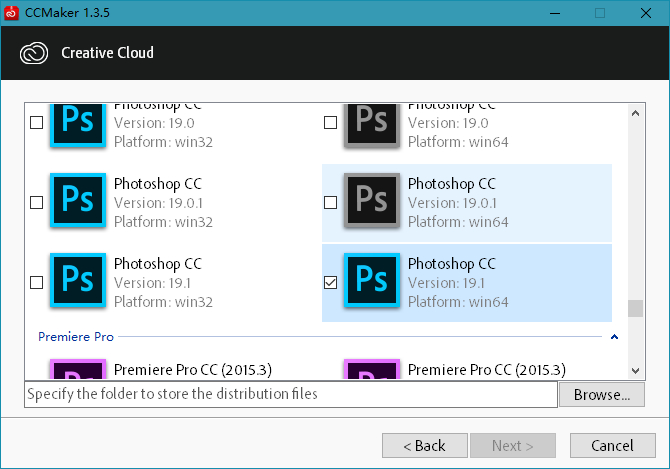 CCMaker 1.3.5
Creative Cloud
Ps
Photoshop CC
Version: 19.0
Platform: win32
Ps
Photoshop CC
Version: 19.0
Platform: win64
Ps
Photoshop CC
Version: 19.0.1
Platform: win32
Ps
Photoshop CC
Version: 19.0.1
Platform: win64
Ps
Photoshop CC
Version: 19.1
Platform: win32
Ps
Photoshop CC
Version: 19.1
Platform: win64
Premiere Pro
Premiere Pro CC (2015.3)
Premiere Pro CC (2015.3)
Specify the folder to store the distribution files
Browse...
< Back
Next >
Cancel